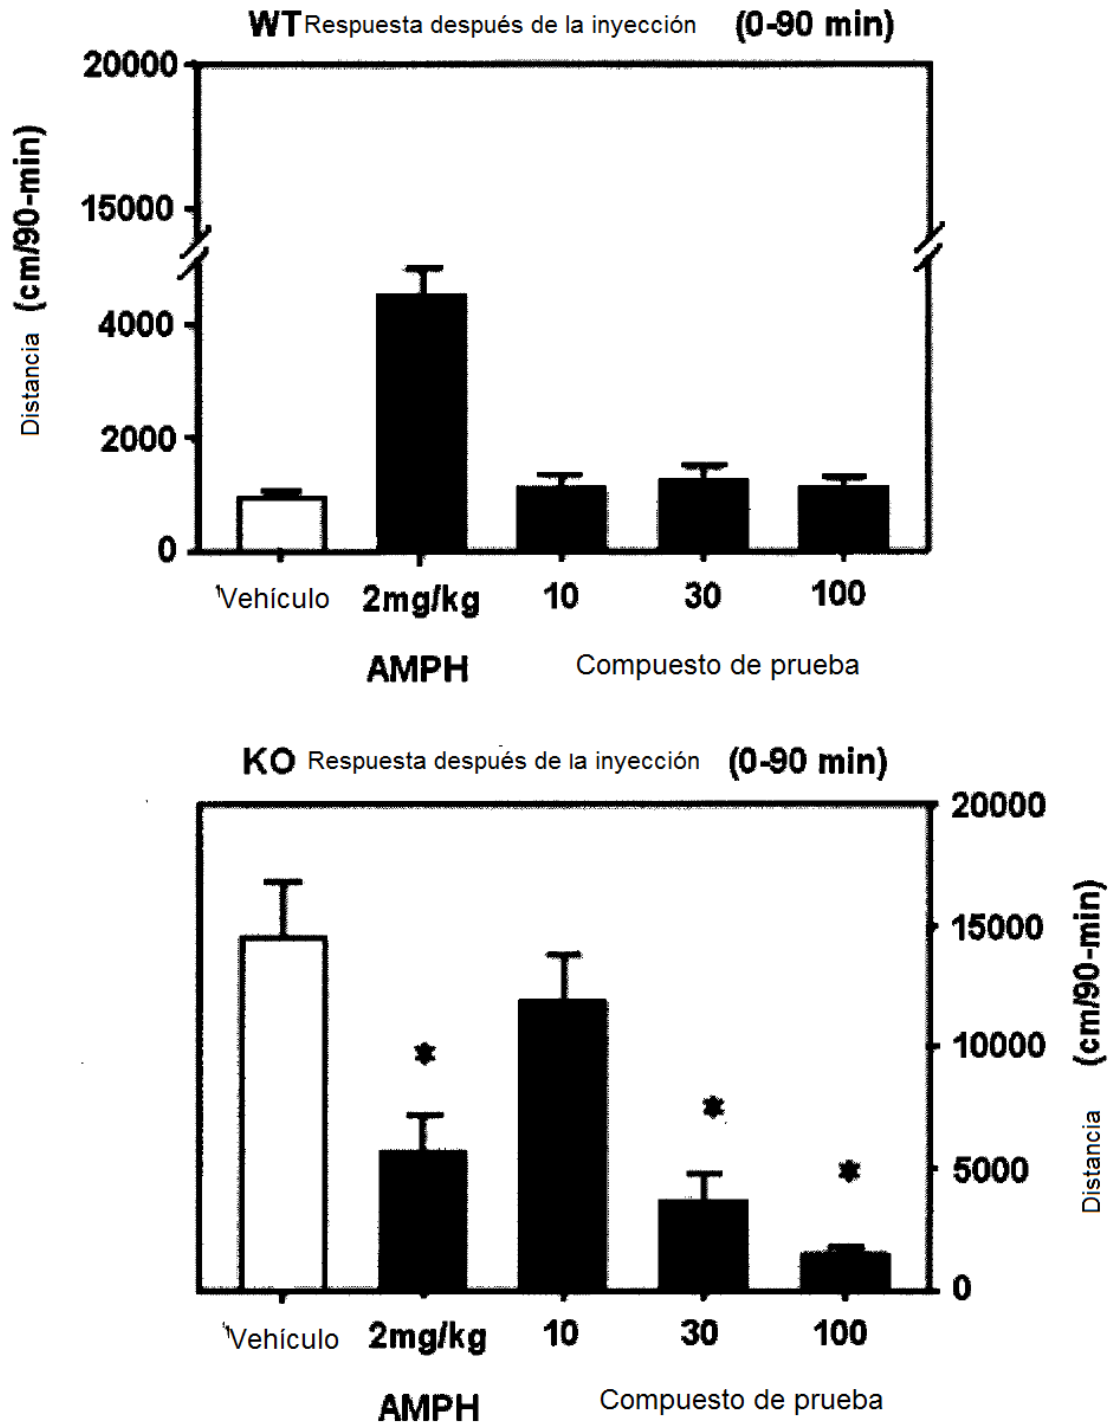 WT Respuesta después de la inyección (0-90 min)
20000
15000
4000
2000
0
Distancia (cm/90-min)
Vehículo 2mg/kg 10 30 100
AMPH Compuesto de prueba
KO Respuesta después de la inyección (0-90 min)
20000
15000
10000
5000
0
Distancia (cm/90-min)
* * *
Vehículo 2mg/kg 10 30 100
AMPH Compuesto de prueba